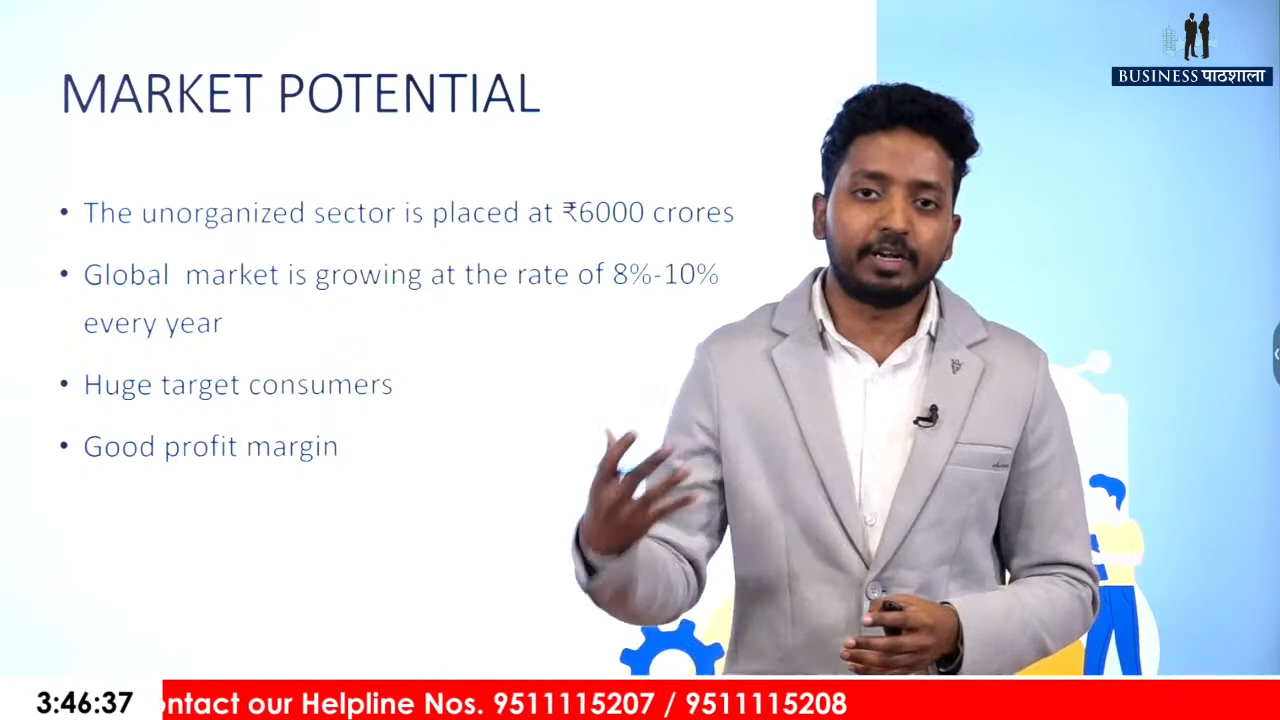 BUSINESS पाठशाला
MARKET POTENTIAL
• The unorganized sector is placed at ₹6000 crores
• Global market is growing at the rate of 8%-10%
every year
• Huge target consumers
• Good profit margin
3:46:37
ntact our Helpline Nos. 9511115207 / 9511115208